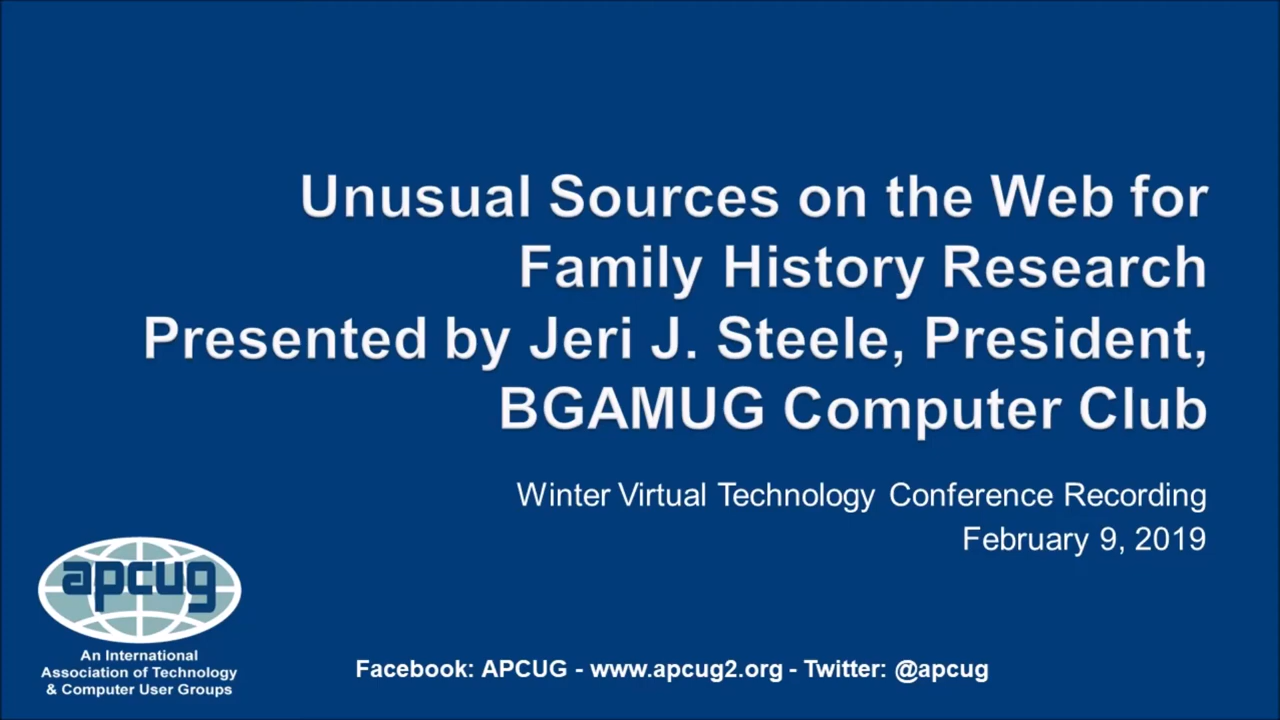 Unusual Sources on the Web for
Family History Research
Presented by Jeri J. Steele, President,
BGAMUG Computer Club
Winter Virtual Technology Conference Recording
February 9, 2019
apcug
An International
Association of Technology
& Computer User Groups
Facebook: APCUG - www.apcug2.org - Twitter: @apcug